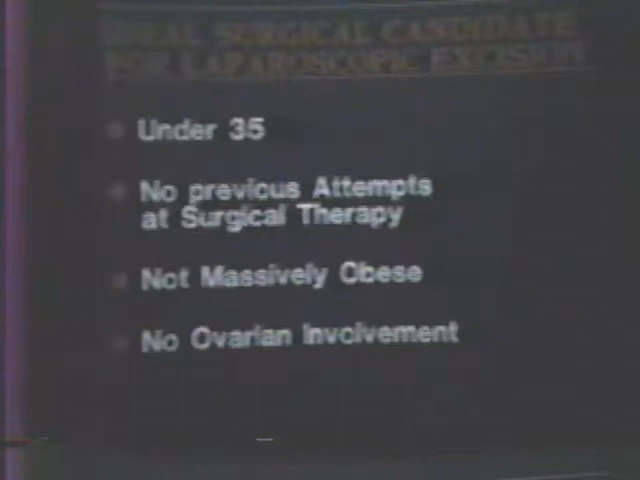 IDEAL SURGICAL CANDIDATE
FOR LAPAROSCOPIC EXCISION
Under 35
No previous Attempts
at Surgical Therapy
Not Massively Obese
No Ovarian Involvement